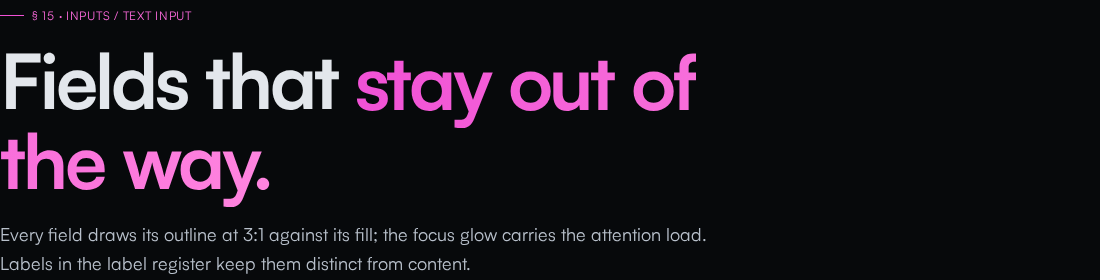 § 15 · INPUTS / TEXT INPUT
Fields that stay out of
the way.
Every field draws its outline at 3:1 against its fill; the focus glow carries the attention load.
Labels in the label register keep them distinct from content.